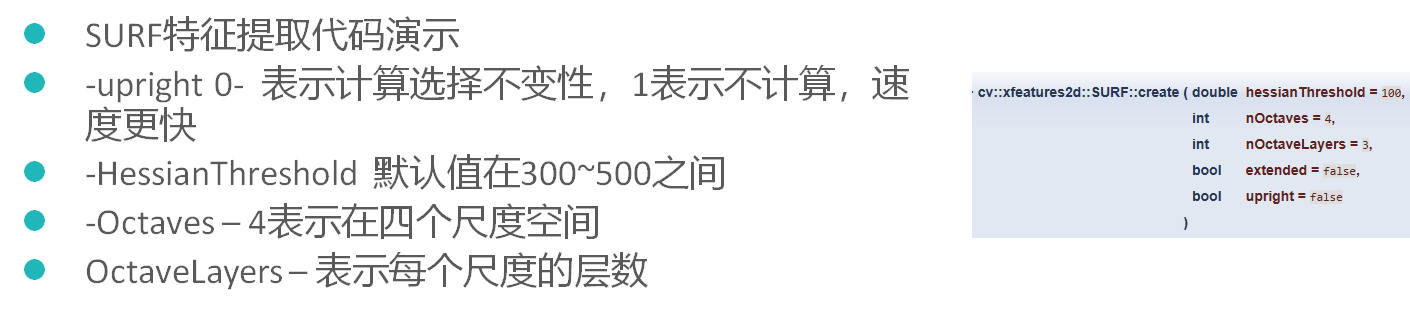 SURF特征提取代码演示
-upright 0- 表示计算选择不变性，1表示不计算，速
度更快
-HessianThreshold 默认值在300~500之间
-Octaves – 4表示在四个尺度空间
OctaveLayers – 表示每个尺度的层数
cv::xfeatures2d::SURF::create ( double hessianThreshold = 100,
int nOctaves = 4,
int nOctaveLayers = 3,
bool extended = false,
bool upright = false
)